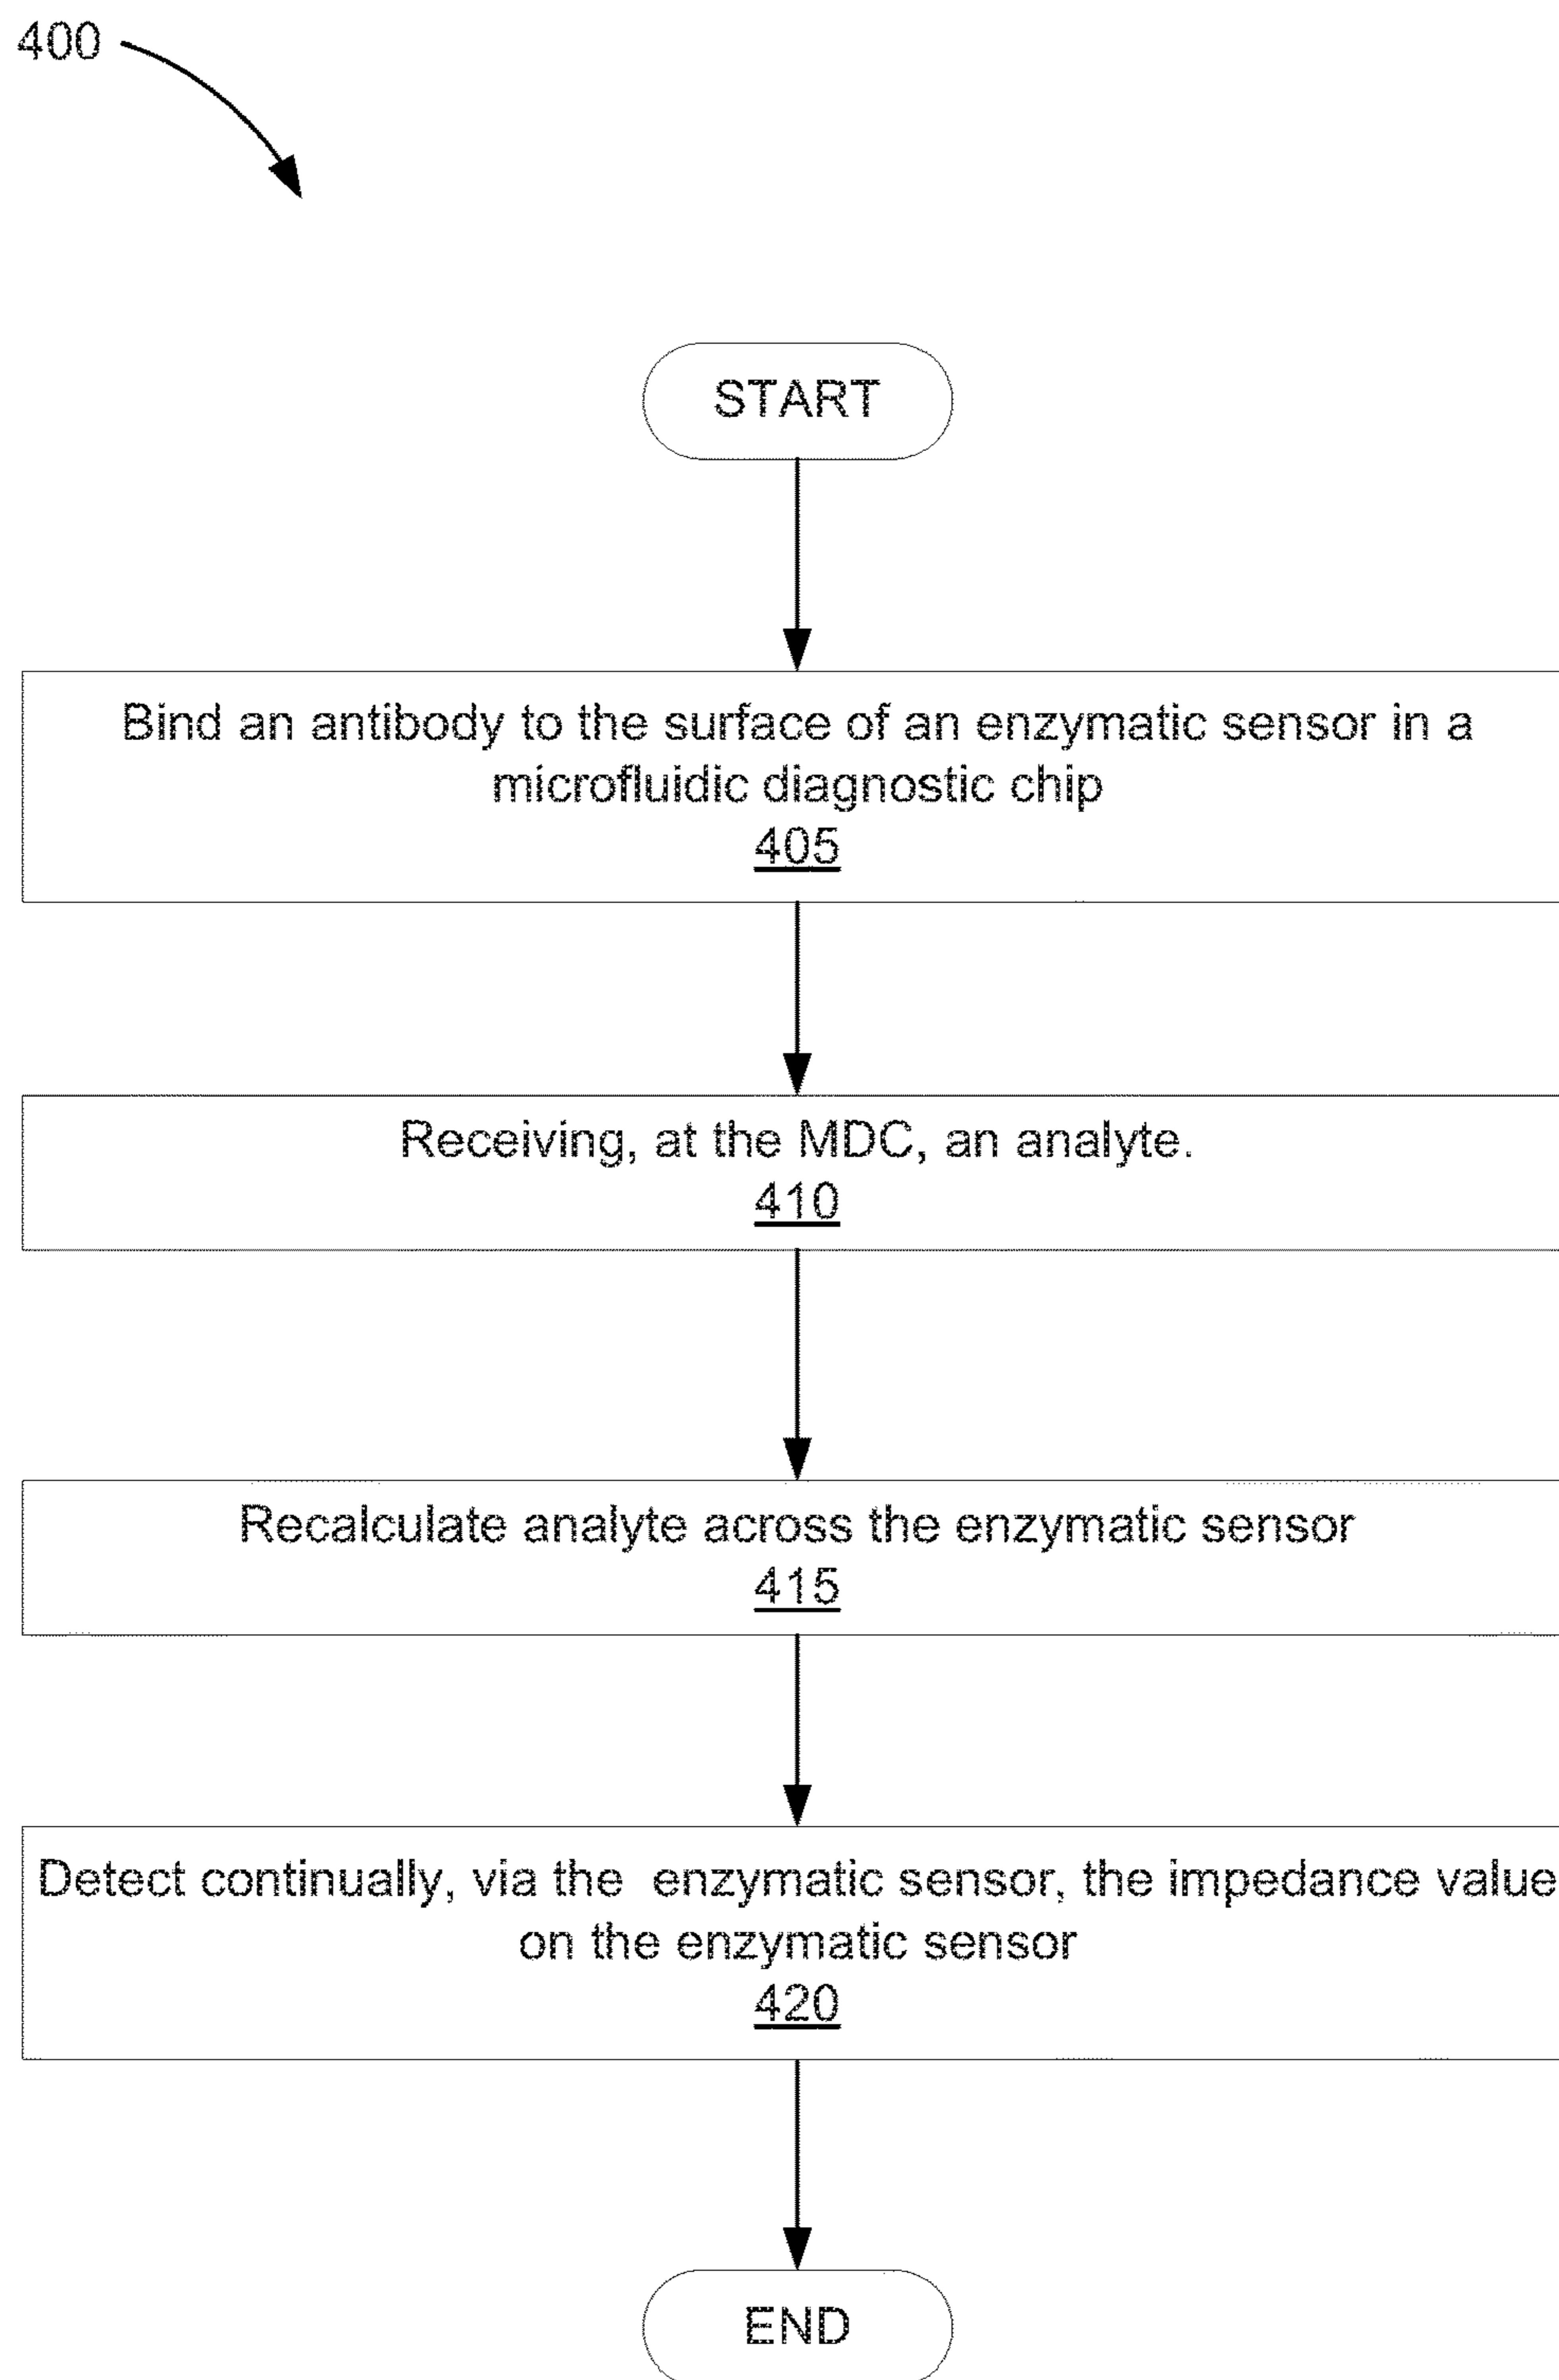 400
START
Bind an antibody to the surface of an enzymatic sensor in a
microfluidic diagnostic chip
405
Receiving, at the MDC, an analyte.
410
Recalculate analyte across the enzymatic sensor
415
Detect continually, via the enzymatic sensor, the impedance value
on the enzymatic sensor
420
END